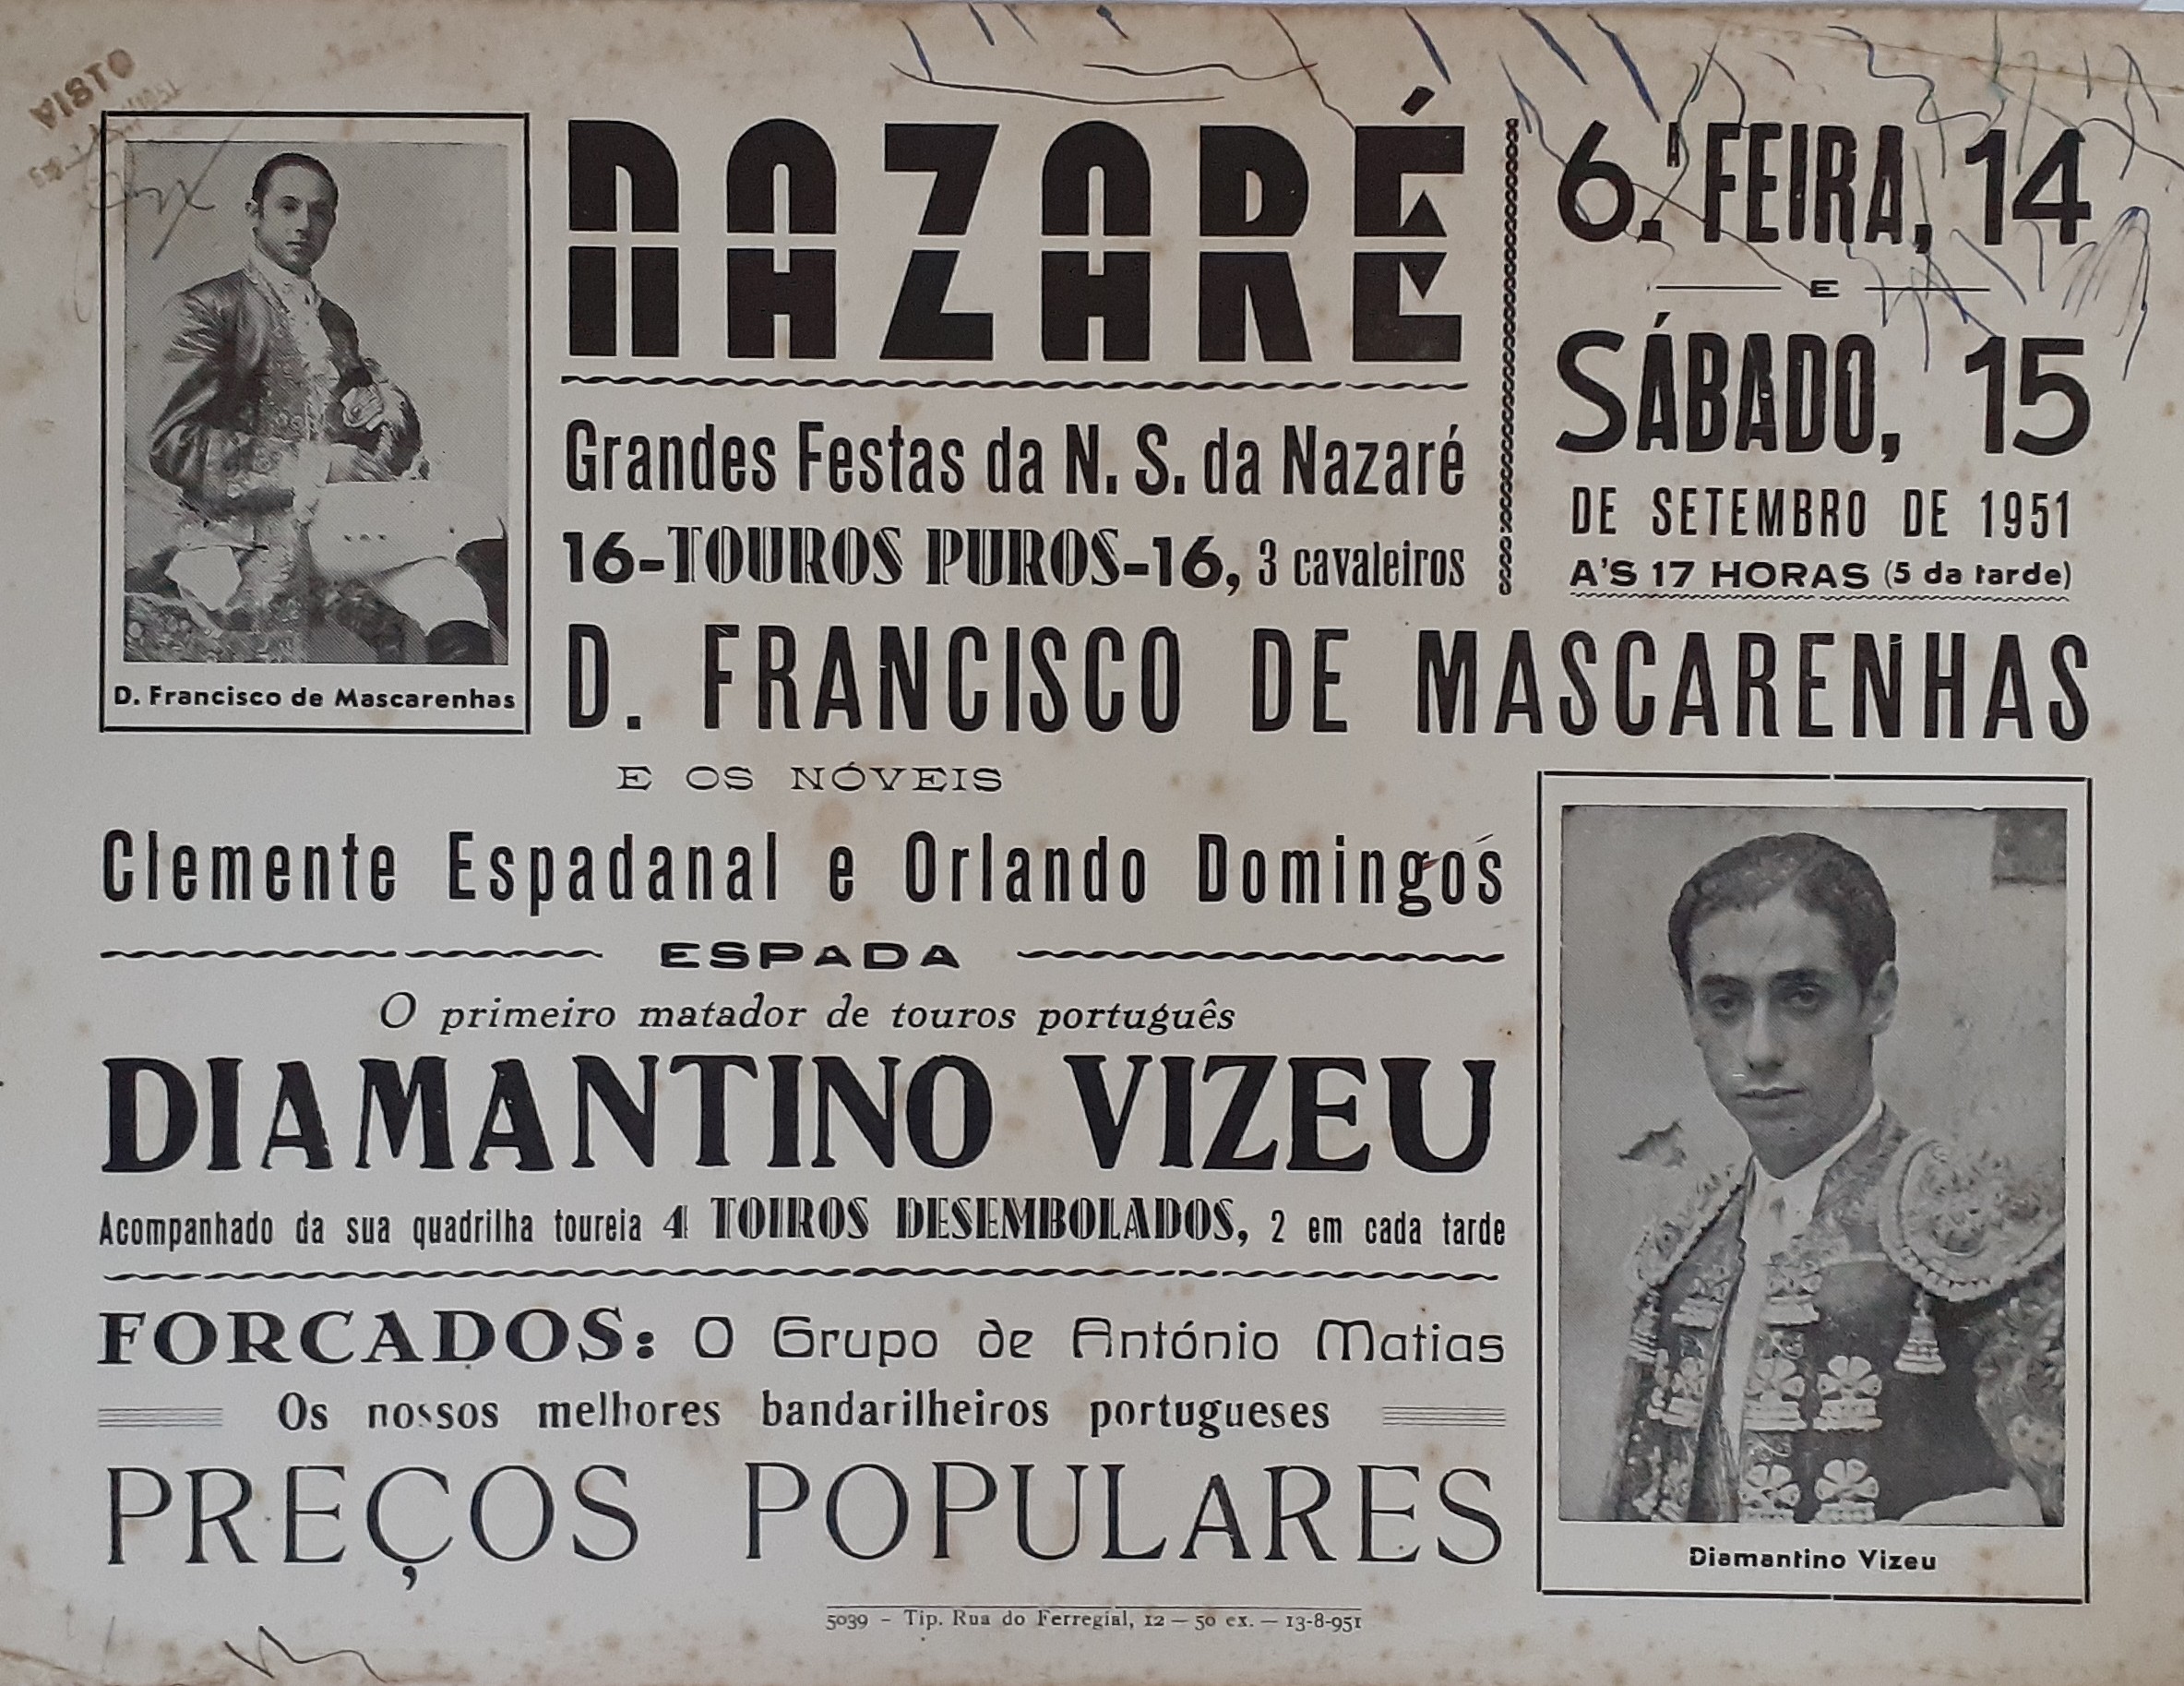 VISTO
D. Francisco de Mascarenhas
NAZARÉ
Grandes Festas da N. S. da Nazaré
16-TOUROS PUROS-16, 3 cavaleiros
6.ª FEIRA, 14
E
SÁBADO, 15
DE SETEMBRO DE 1951
A'S 17 HORAS (5 da tarde)
D. FRANCISCO DE MASCARENHAS
E OS NÓVEIS
Clemente Espadanal e Orlando Domingos
ESPADA
O primeiro matador de touros português
DIAMANTINO VIZEU
Acompanhado da sua quadrilha toureia 4 TOIROS DESEMBOLADOS, 2 em cada tarde
FORCADOS: O Grupo de António Matias
Os nossos melhores bandarilheiros portugueses
PREÇOS POPULARES
Diamantino Vizeu
5039 - Tip. Rua do Ferregial, 12 — 50 ex. — 13-8-951